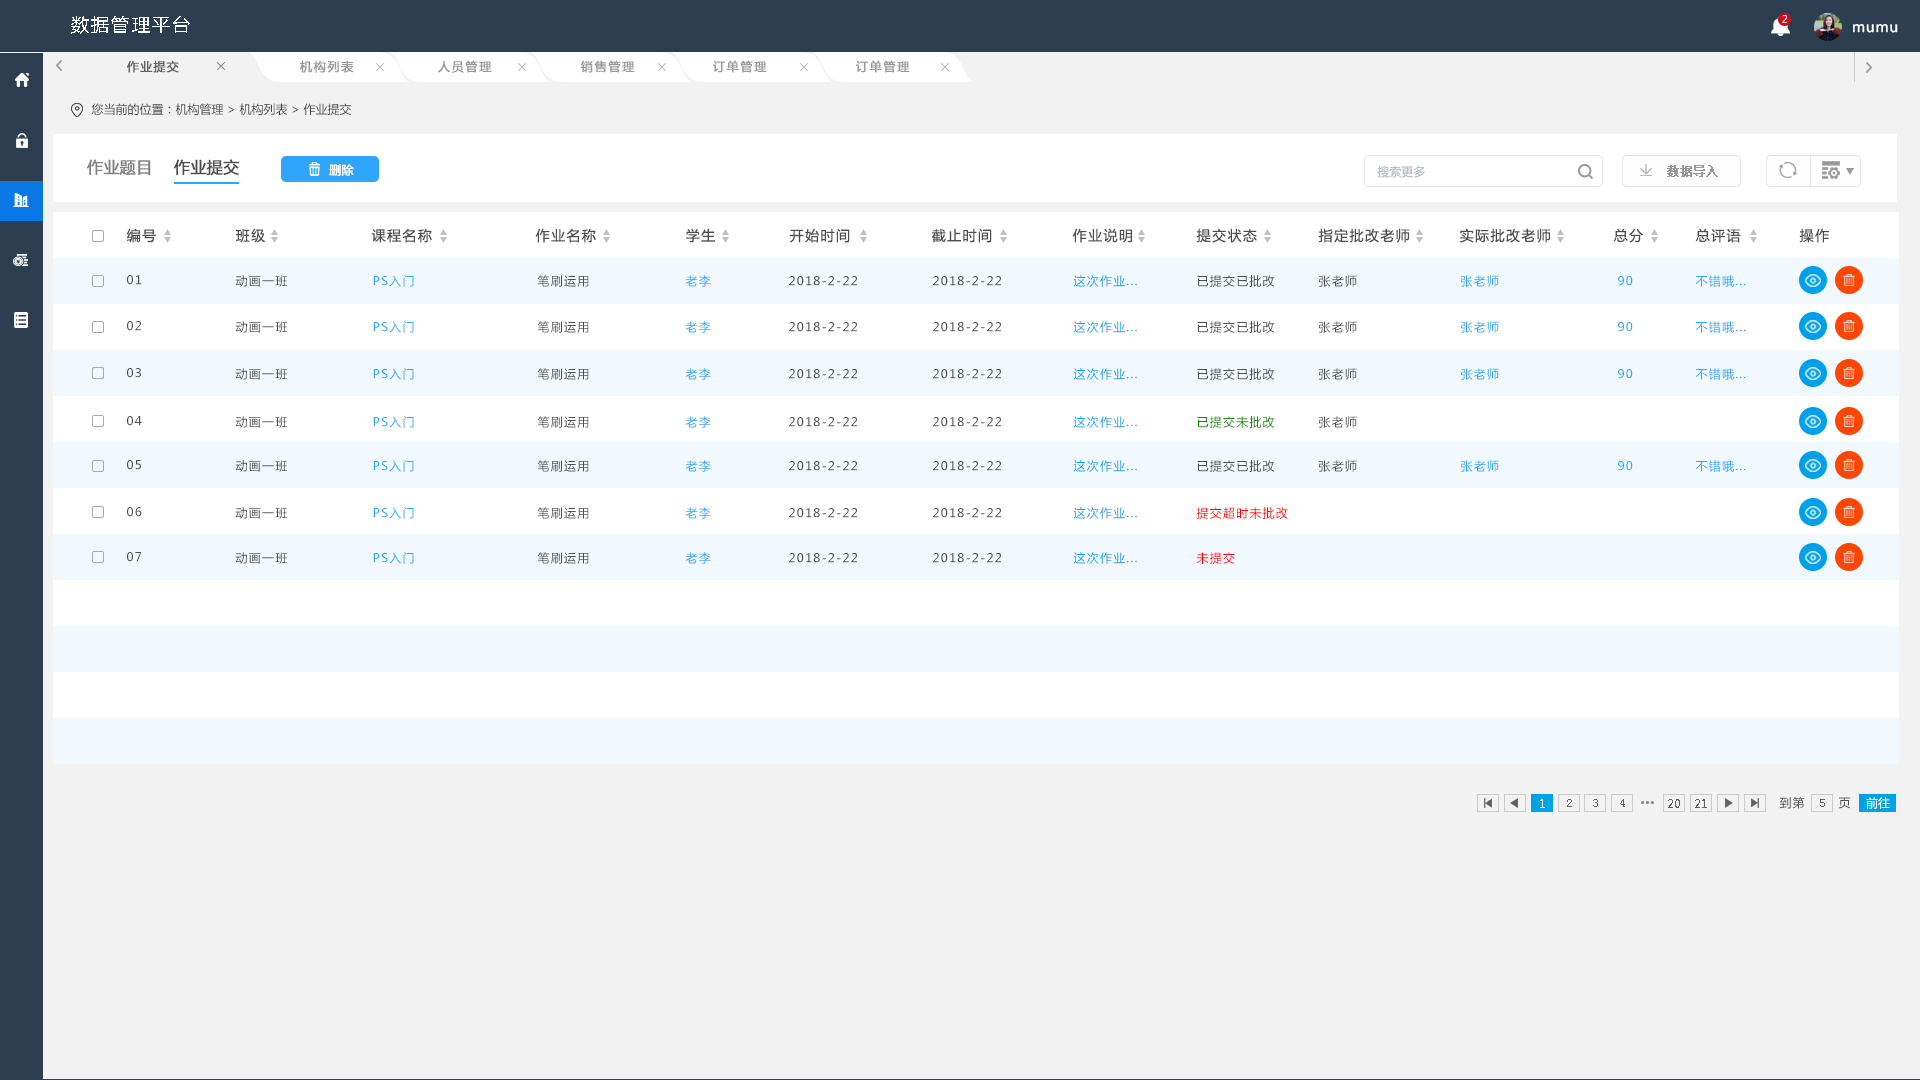 数据管理平台
2
mumu
作业提交 机构列表 人员管理 销售管理 订单管理 订单管理
您当前的位置：机构管理 > 机构列表 > 作业提交
作业题目 作业提交 删除 搜索更多 数据导入
编号 班级 课程名称 作业名称 学生 开始时间 截止时间 作业说明 提交状态 指定批改老师 实际批改老师 总分 总评语 操作
01 动画一班 PS入门 笔刷运用 老李 2018-2-22 2018-2-22 这次作业... 已提交已批改 张老师 张老师 90 不错哦...
02 动画一班 PS入门 笔刷运用 老李 2018-2-22 2018-2-22 这次作业... 已提交已批改 张老师 张老师 90 不错哦...
03 动画一班 PS入门 笔刷运用 老李 2018-2-22 2018-2-22 这次作业... 已提交已批改 张老师 张老师 90 不错哦...
04 动画一班 PS入门 笔刷运用 老李 2018-2-22 2018-2-22 这次作业... 已提交未批改 张老师
05 动画一班 PS入门 笔刷运用 老李 2018-2-22 2018-2-22 这次作业... 已提交已批改 张老师 张老师 90 不错哦...
06 动画一班 PS入门 笔刷运用 老李 2018-2-22 2018-2-22 这次作业... 提交超时未批改
07 动画一班 PS入门 笔刷运用 老李 2018-2-22 2018-2-22 这次作业... 未提交
1 2 3 4 ··· 20 21 到第 5 页 前往